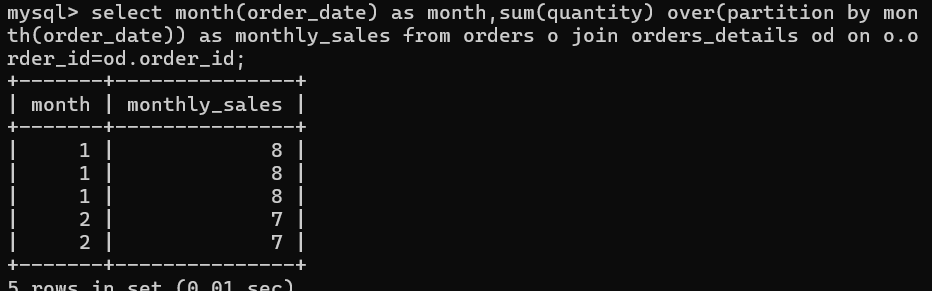 mysql> select month(order_date) as month,sum(quantity) over(partition by mon
th(order_date)) as monthly_sales from orders o join orders_details od on o.o
rder_id=od.order_id;
+-------+---------------+
| month | monthly_sales |
+-------+---------------+
|     1 |             8 |
|     1 |             8 |
|     1 |             8 |
|     2 |             7 |
|     2 |             7 |
+-------+---------------+
5 rows in set (0.01 sec)